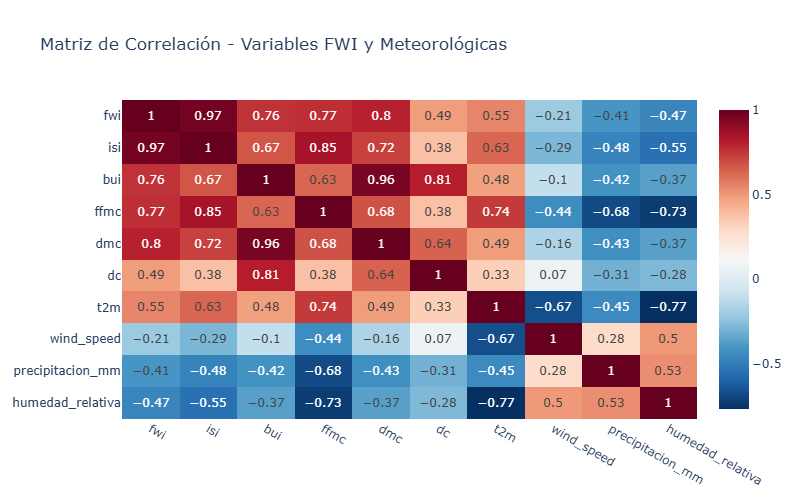 Matriz de Correlación - Variables FWI y Meteorológicas
fwi 1 0.97 0.76 0.77 0.8 0.49 0.55 −0.21 −0.41 −0.47
isi 0.97 1 0.67 0.85 0.72 0.38 0.63 −0.29 −0.48 −0.55
bui 0.76 0.67 1 0.63 0.96 0.81 0.48 −0.1 −0.42 −0.37
ffmc 0.77 0.85 0.63 1 0.68 0.38 0.74 −0.44 −0.68 −0.73
dmc 0.8 0.72 0.96 0.68 1 0.64 0.49 −0.16 −0.43 −0.37
dc 0.49 0.38 0.81 0.38 0.64 1 0.33 0.07 −0.31 −0.28
t2m 0.55 0.63 0.48 0.74 0.49 0.33 1 −0.67 −0.45 −0.77
wind_speed −0.21 −0.29 −0.1 −0.44 −0.16 0.07 −0.67 1 0.28 0.5
precipitacion_mm −0.41 −0.48 −0.42 −0.68 −0.43 −0.31 −0.45 0.28 1 0.53
humedad_relativa −0.47 −0.55 −0.37 −0.73 −0.37 −0.28 −0.77 0.5 0.53 1
fwi isi bui ffmc dmc dc t2m wind_speed precipitacion_mm humedad_relativa
1
0.5
0
−0.5